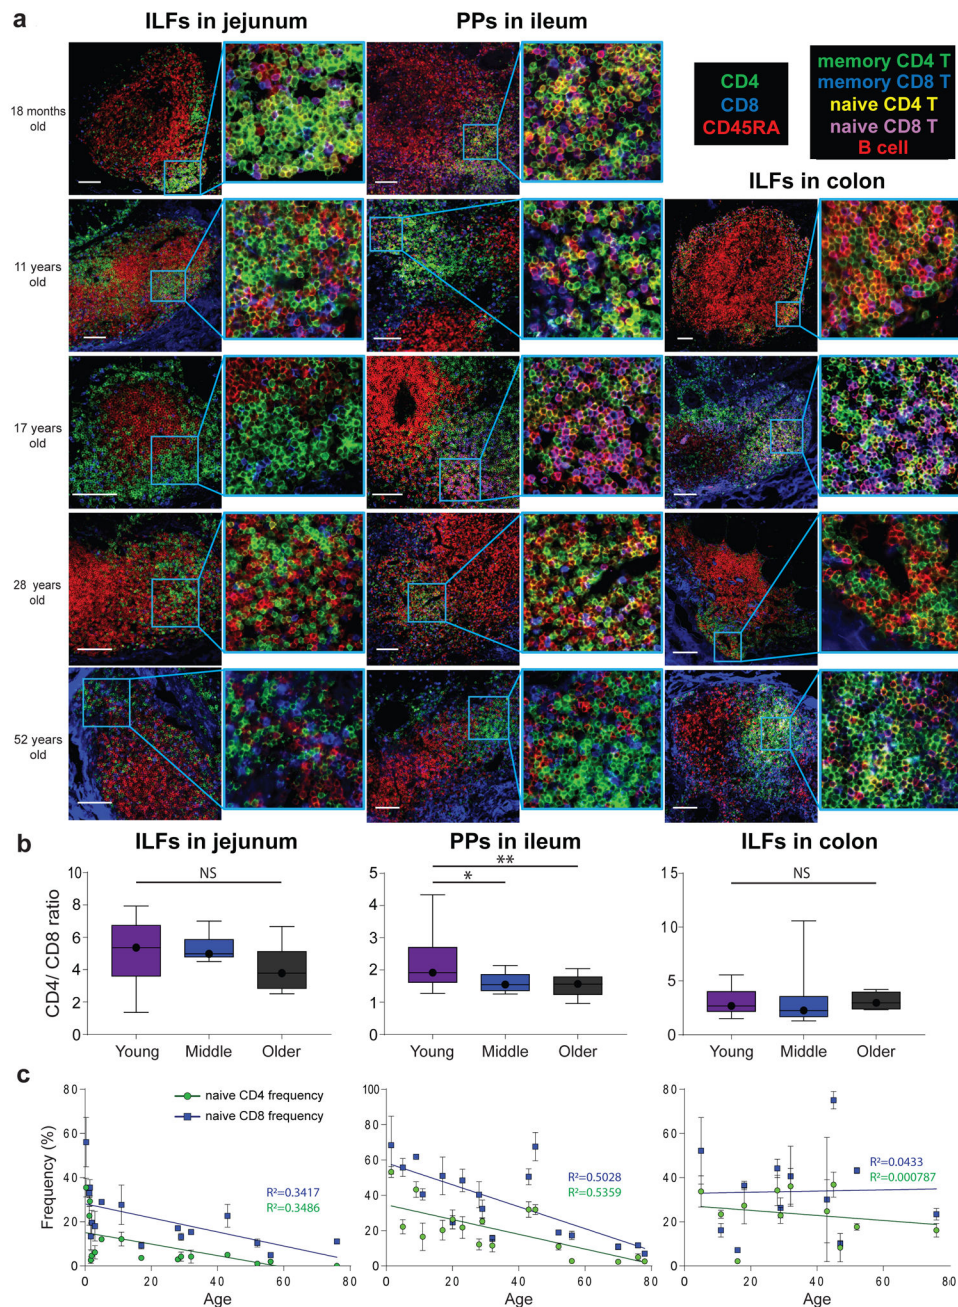 a
ILFs in jejunum
PPs in ileum
CD4
CD8
CD45RA
memory CD4 T
memory CD8 T
naive CD4 T
naive CD8 T
B cell
18 months
old
ILFs in colon
11 years
old
17 years
old
28 years
old
52 years
old
b
ILFs in jejunum
PPs in ileum
ILFs in colon
CD4/ CD8 ratio
10
8
6
4
2
0
NS
Young
Middle
Older
5
4
3
2
1
0
**
*
Young
Middle
Older
15
10
5
0
NS
Young
Middle
Older
c
Frequency (%)
80
60
40
20
0
naive CD4 frequency
naive CD8 frequency
R²=0.3417
R²=0.3486
0
20
40
60
80
Age
100
80
60
40
20
0
R²=0.5028
R²=0.5359
0
20
40
60
78
Age
80
60
40
20
0
R²=0.0433
R²=0.000787
0
20
40
60
80
Age